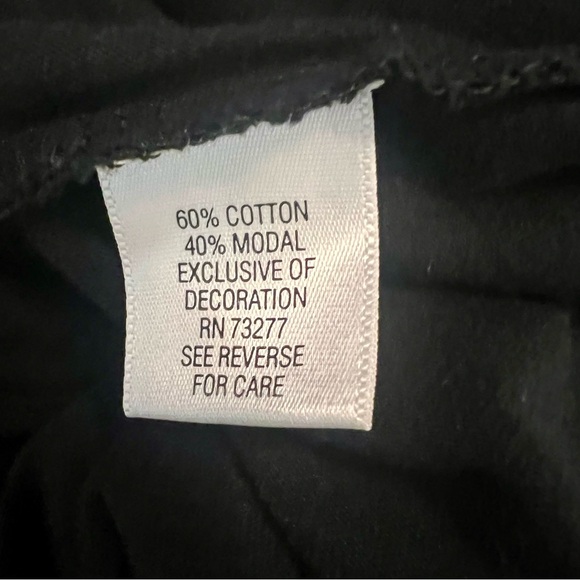 60% COTTON
40% MODAL
EXCLUSIVE OF
DECORATION
RN 73277
SEE REVERSE
FOR CARE